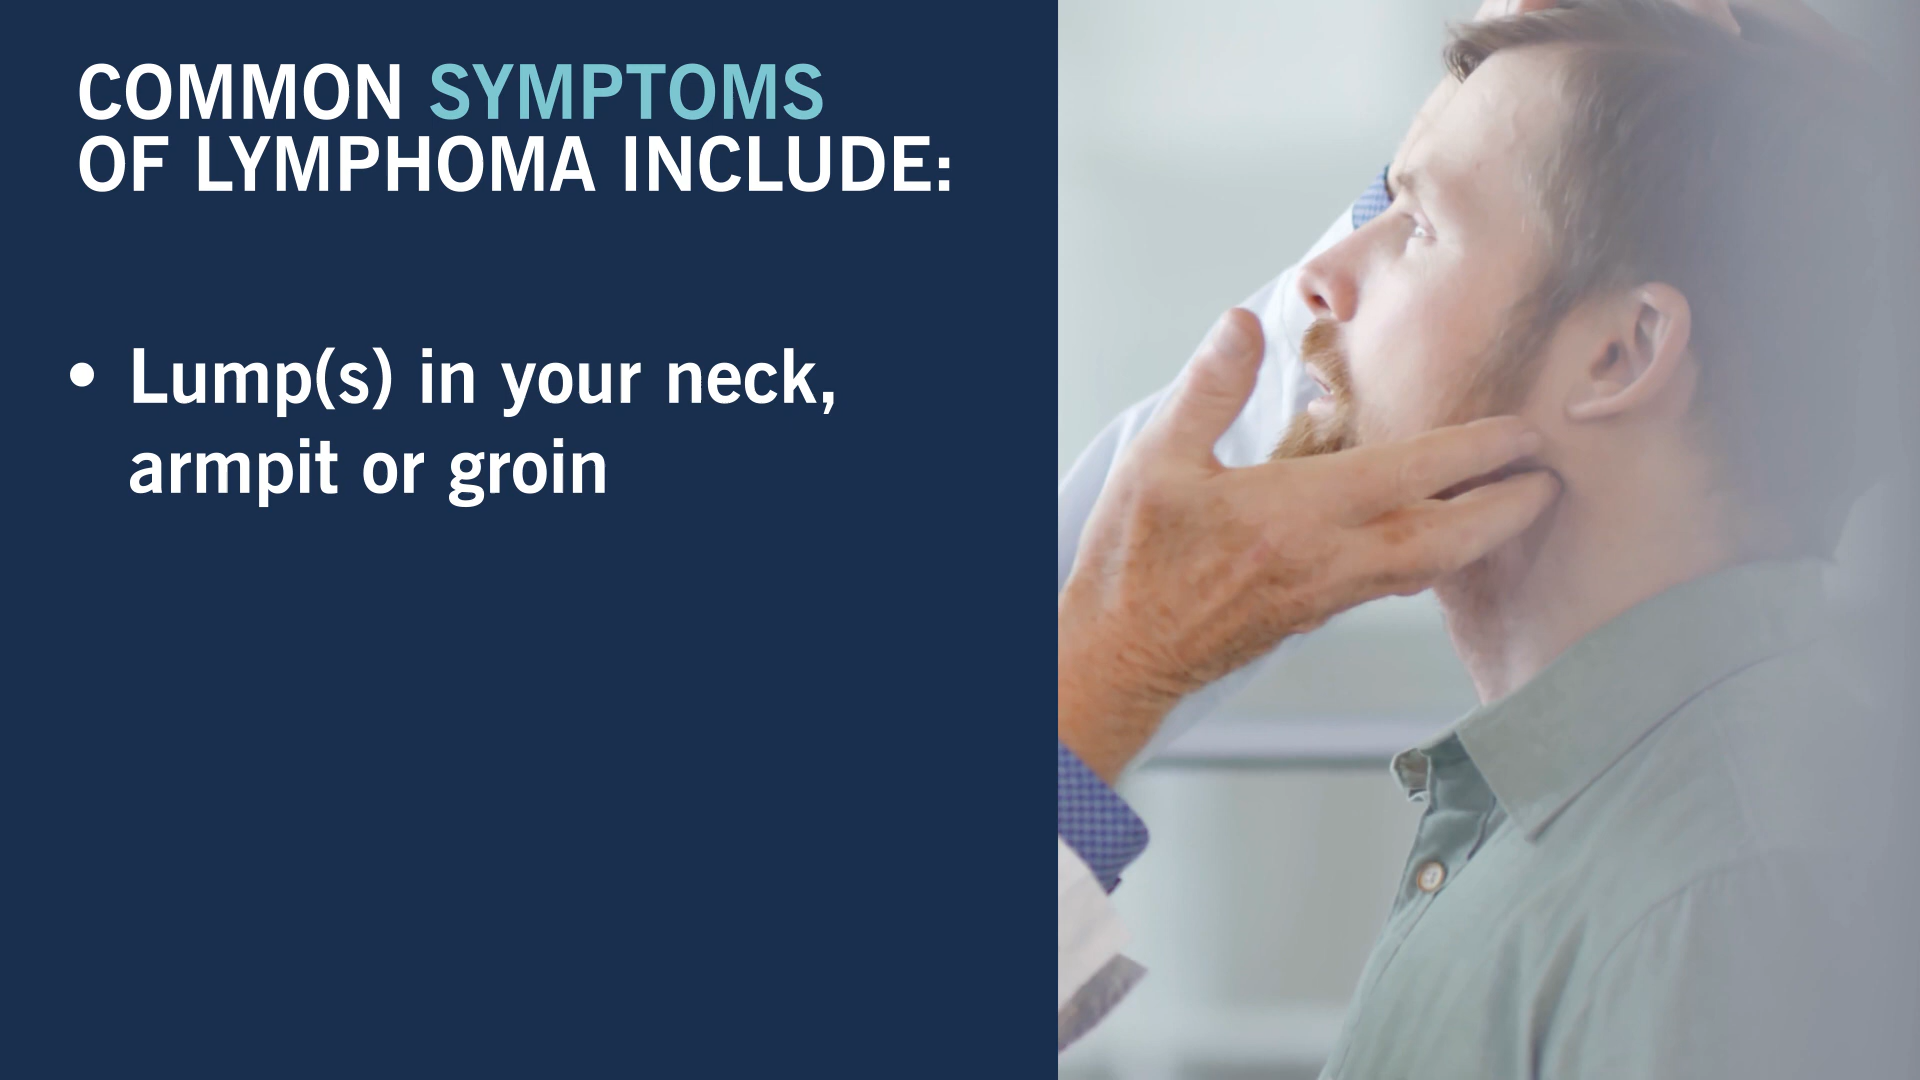 COMMON SYMPTOMS
OF LYMPHOMA INCLUDE:
• Lump(s) in your neck,
armpit or groin